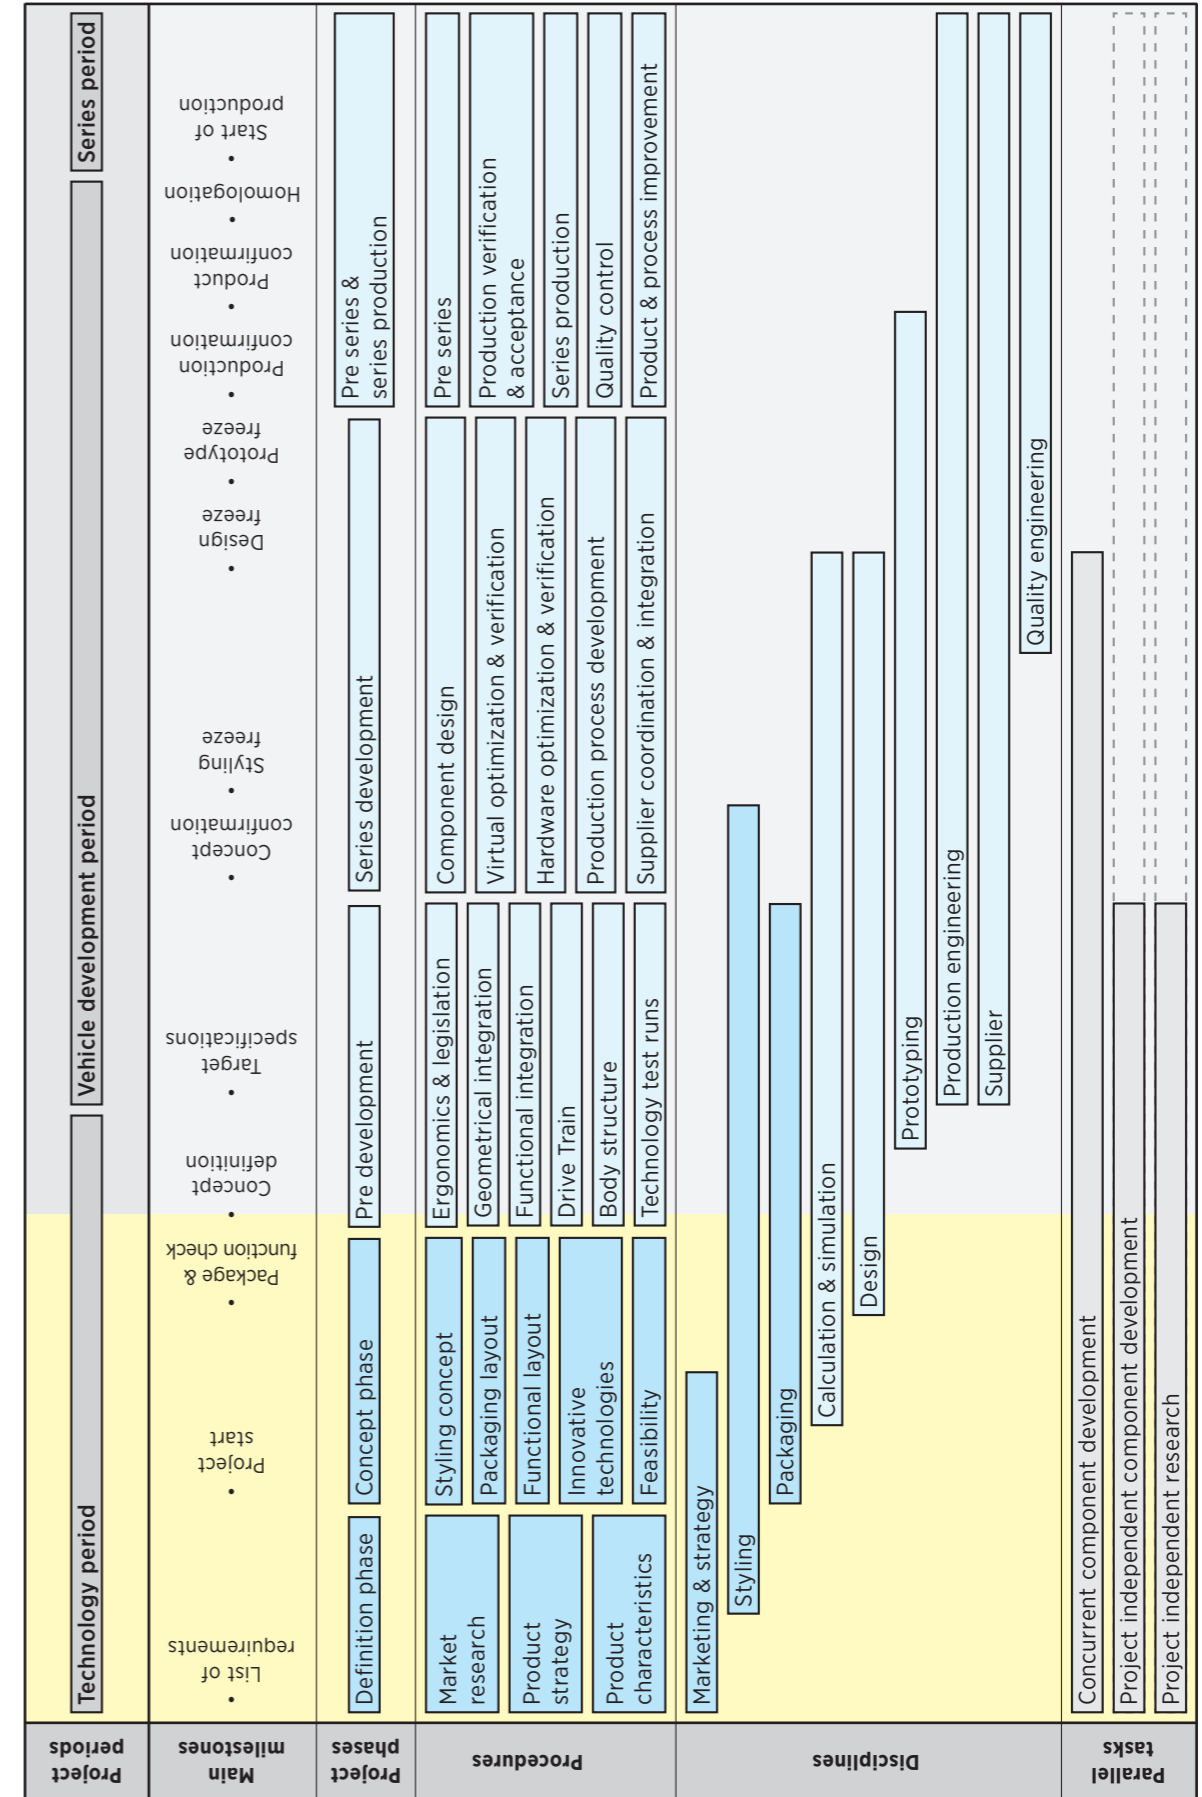 Project
periods
Technology period
Vehicle development period
Series period
Main
milestones
•
List of
requirements
•
Project
start
•
Package &
function check
•
Concept
definition
•
Target
specifications
•
Concept
confirmation
•
Styling
freeze
•
Design
freeze
•
Prototype
freeze
•
Production
confirmation
•
Product
confirmation
•
Homologation
•
Start of
production
Project
phases
Definition phase
Concept phase
Pre development
Series development
Pre series &
series production
Procedures
Market
research
Product
strategy
Product
characteristics
Styling concept
Packaging layout
Functional layout
Innovative
technologies
Feasibility
Ergonomics & legislation
Geometrical integration
Functional integration
Drive Train
Body structure
Technology test runs
Component design
Virtual optimization & verification
Hardware optimization & verification
Production process development
Supplier coordination & integration
Pre series
Production verification
& acceptance
Series production
Quality control
Product & process improvement
Disciplines
Marketing & strategy
Styling
Packaging
Calculation & simulation
Design
Prototyping
Production engineering
Supplier
Quality engineering
Parallel
tasks
Concurrent component development
Project independent component development
Project independent research